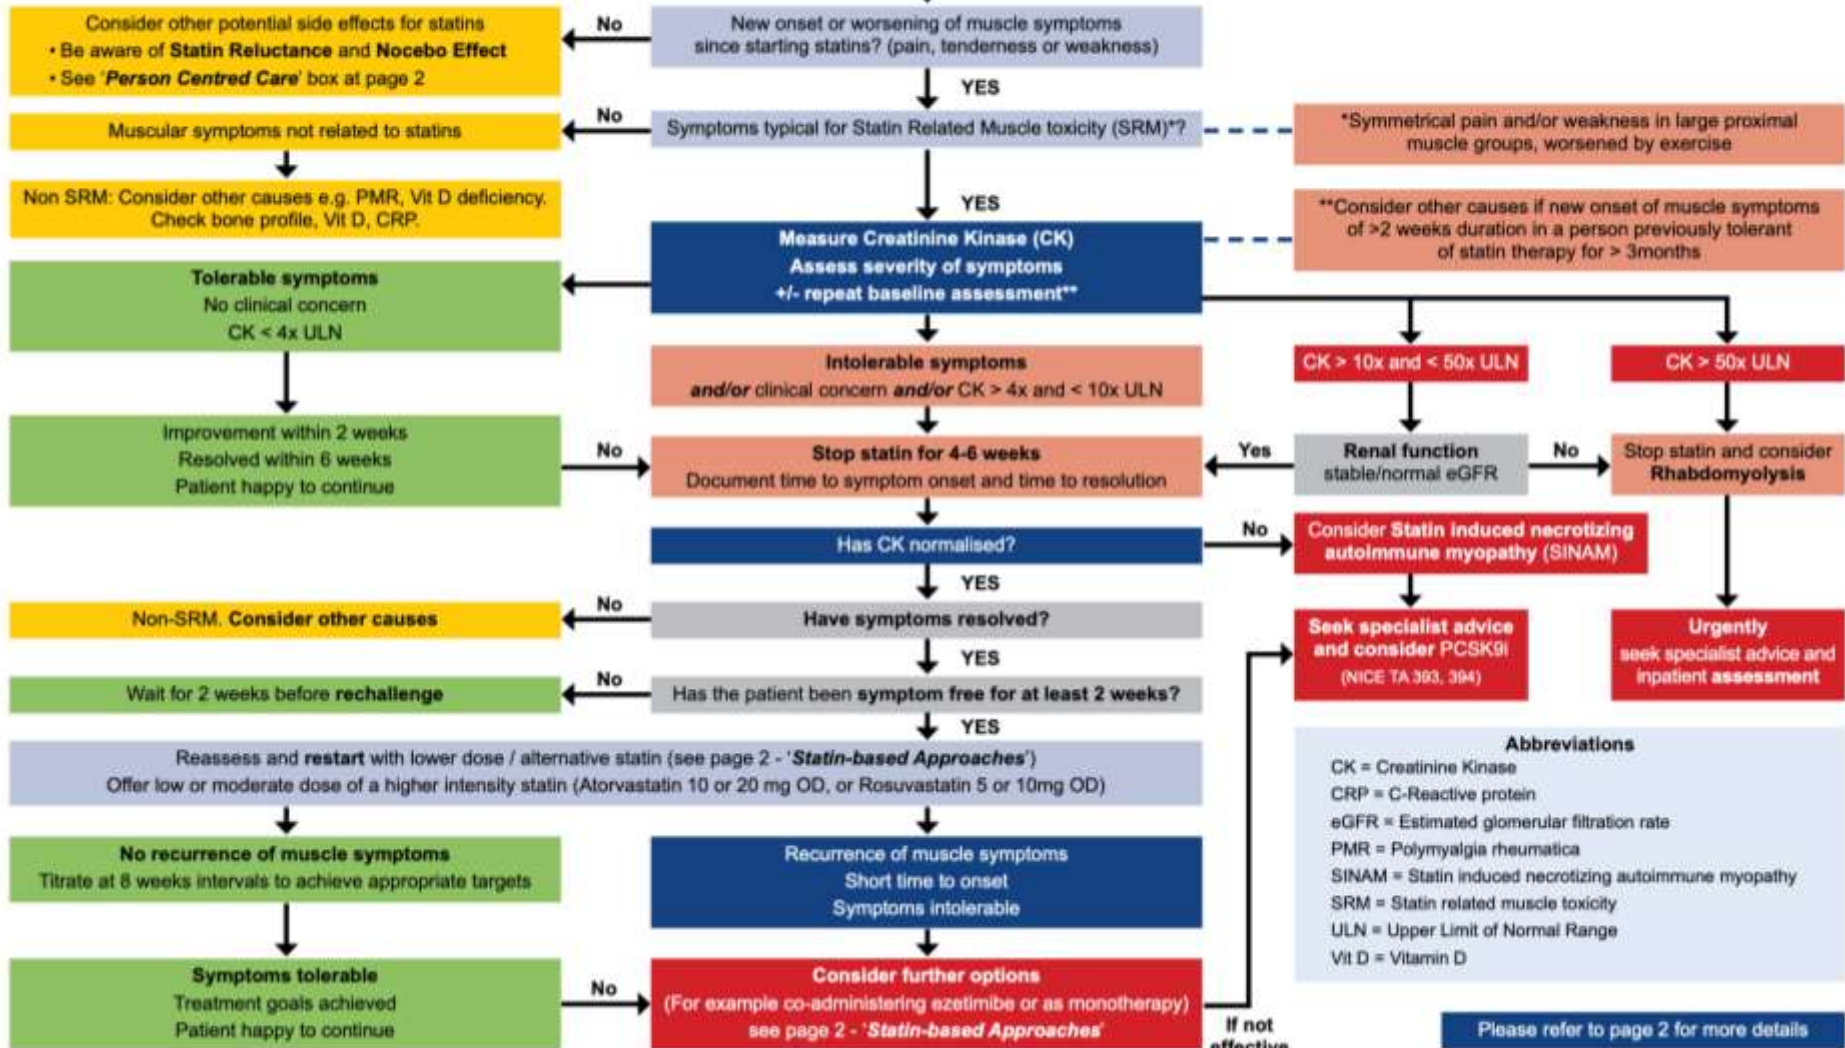 Consider other potential side effects for statins
• Be aware of Statin Reluctance and Nocebo Effect
• See 'Person Centred Care' box at page 2
No
New onset or worsening of muscle symptoms
since starting statins? (pain, tenderness or weakness)
YES
Muscular symptoms not related to statins
No
Symptoms typical for Statin Related Muscle toxicity (SRM)*?
*Symmetrical pain and/or weakness in large proximal
muscle groups, worsened by exercise
Non SRM: Consider other causes e.g. PMR, Vit D deficiency.
Check bone profile, Vit D, CRP.
YES
**Consider other causes if new onset of muscle symptoms
of >2 weeks duration in a person previously tolerant
of statin therapy for > 3months
Measure Creatinine Kinase (CK)
Assess severity of symptoms
+/- repeat baseline assessment**
Tolerable symptoms
No clinical concern
CK < 4x ULN
Intolerable symptoms
and/or clinical concern and/or CK > 4x and < 10x ULN
CK > 10x and < 50x ULN
CK > 50x ULN
Improvement within 2 weeks
Resolved within 6 weeks
Patient happy to continue
No
Stop statin for 4-6 weeks
Document time to symptom onset and time to resolution
Yes
Renal function
stable/normal eGFR
No
Stop statin and consider
Rhabdomyolysis
Has CK normalised?
No
Consider Statin induced necrotizing
autoimmune myopathy (SINAM)
YES
Non-SRM. Consider other causes
No
Have symptoms resolved?
Seek specialist advice
and consider PCSK9i
(NICE TA 393, 394)
Urgently
seek specialist advice and
inpatient assessment
YES
Wait for 2 weeks before rechallenge
No
Has the patient been symptom free for at least 2 weeks?
YES
Reassess and restart with lower dose / alternative statin (see page 2 - 'Statin-based Approaches')
Offer low or moderate dose of a higher intensity statin (Atorvastatin 10 or 20 mg OD, or Rosuvastatin 5 or 10mg OD)
No recurrence of muscle symptoms
Titrate at 8 weeks intervals to achieve appropriate targets
Recurrence of muscle symptoms
Short time to onset
Symptoms intolerable
Symptoms tolerable
Treatment goals achieved
Patient happy to continue
No
Consider further options
(For example co-administering ezetimibe or as monotherapy)
see page 2 - 'Statin-based Approaches'
If not
effective
Abbreviations
CK = Creatinine Kinase
CRP = C-Reactive protein
eGFR = Estimated glomerular filtration rate
PMR = Polymyalgia rheumatica
SINAM = Statin induced necrotizing autoimmune myopathy
SRM = Statin related muscle toxicity
ULN = Upper Limit of Normal Range
Vit D = Vitamin D
Please refer to page 2 for more details